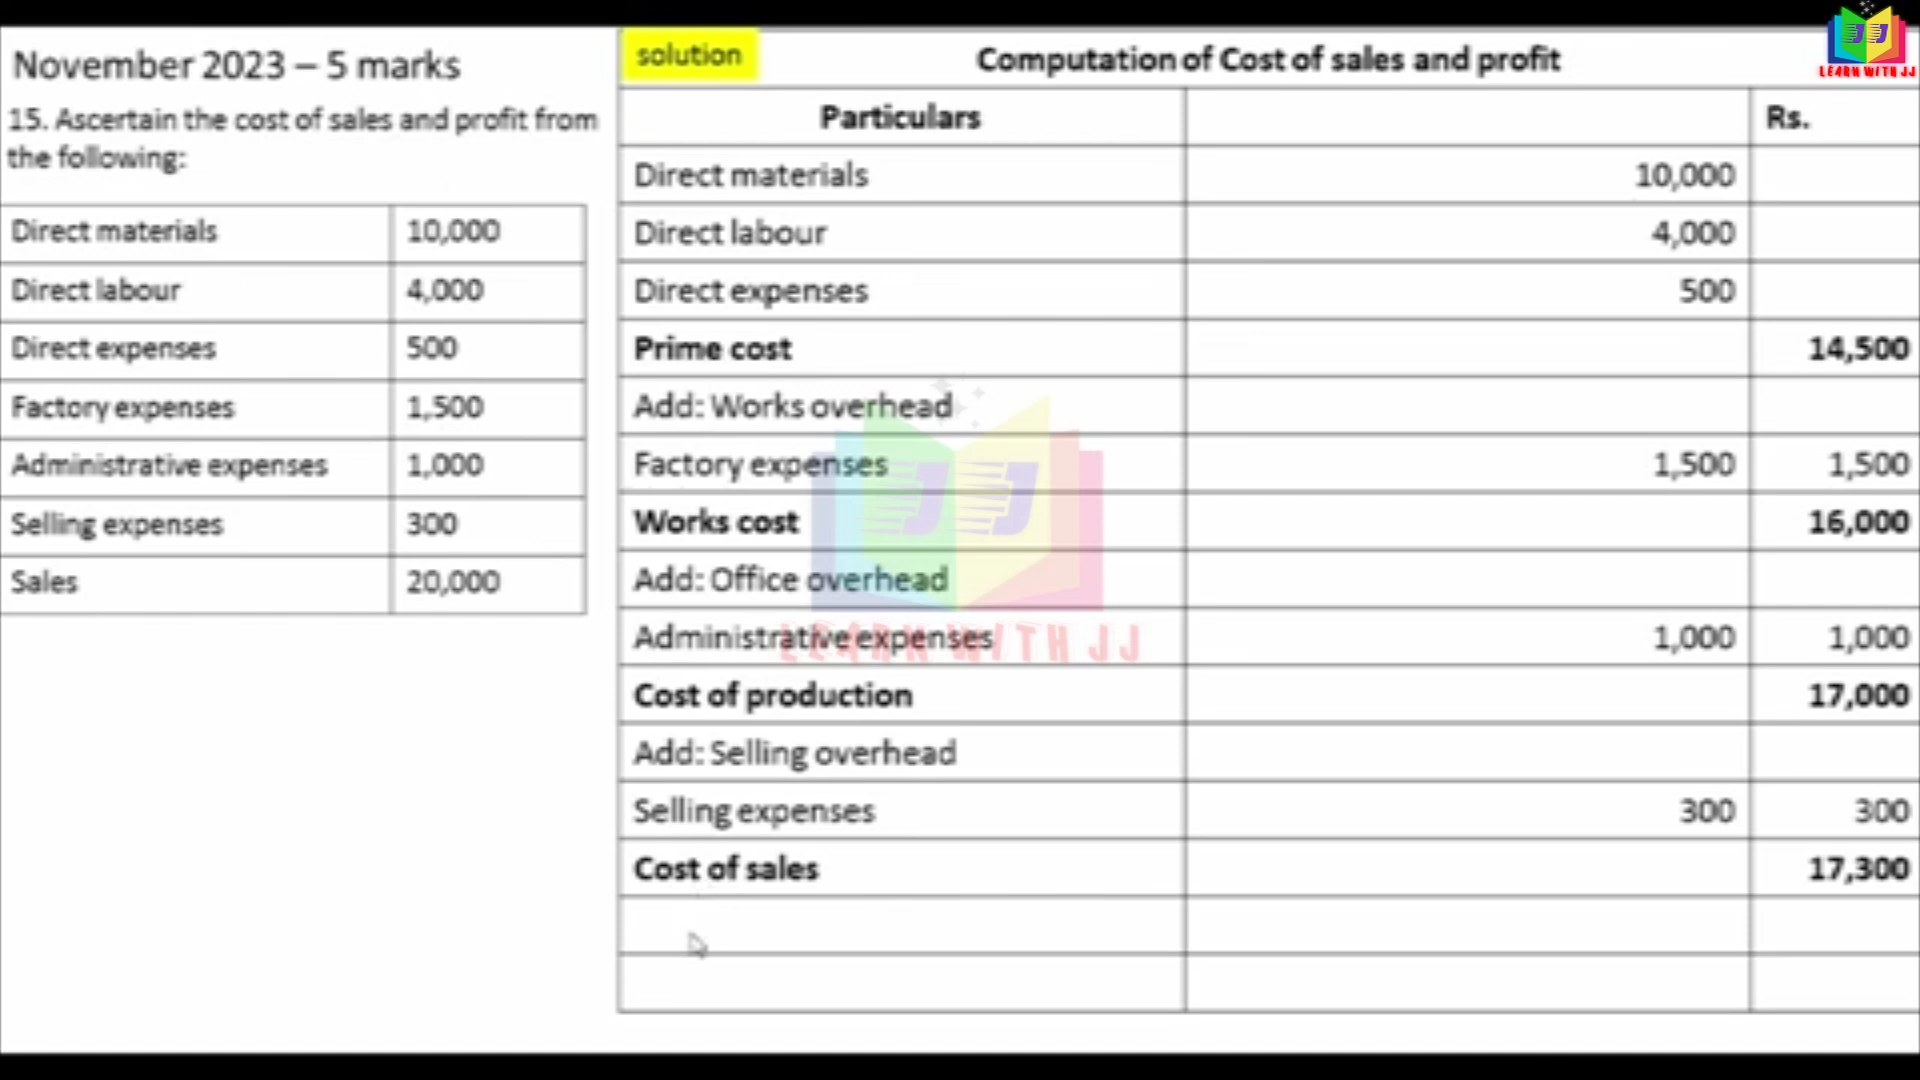 November 2023 – 5 marks
15. Ascertain the cost of sales and profit from
the following:
Direct materials 10,000
Direct labour 4,000
Direct expenses 500
Factory expenses 1,500
Administrative expenses 1,000
Selling expenses 300
Sales 20,000
solution
Computation of Cost of sales and profit
Particulars Rs.
Direct materials 10,000
Direct labour 4,000
Direct expenses 500
Prime cost 14,500
Add: Works overhead
Factory expenses 1,500 1,500
Works cost 16,000
Add: Office overhead
Administrative expenses 1,000 1,000
Cost of production 17,000
Add: Selling overhead
Selling expenses 300 300
Cost of sales 17,300
JJ
LEARN WITH JJ
JJ
LEARN WITH JJ